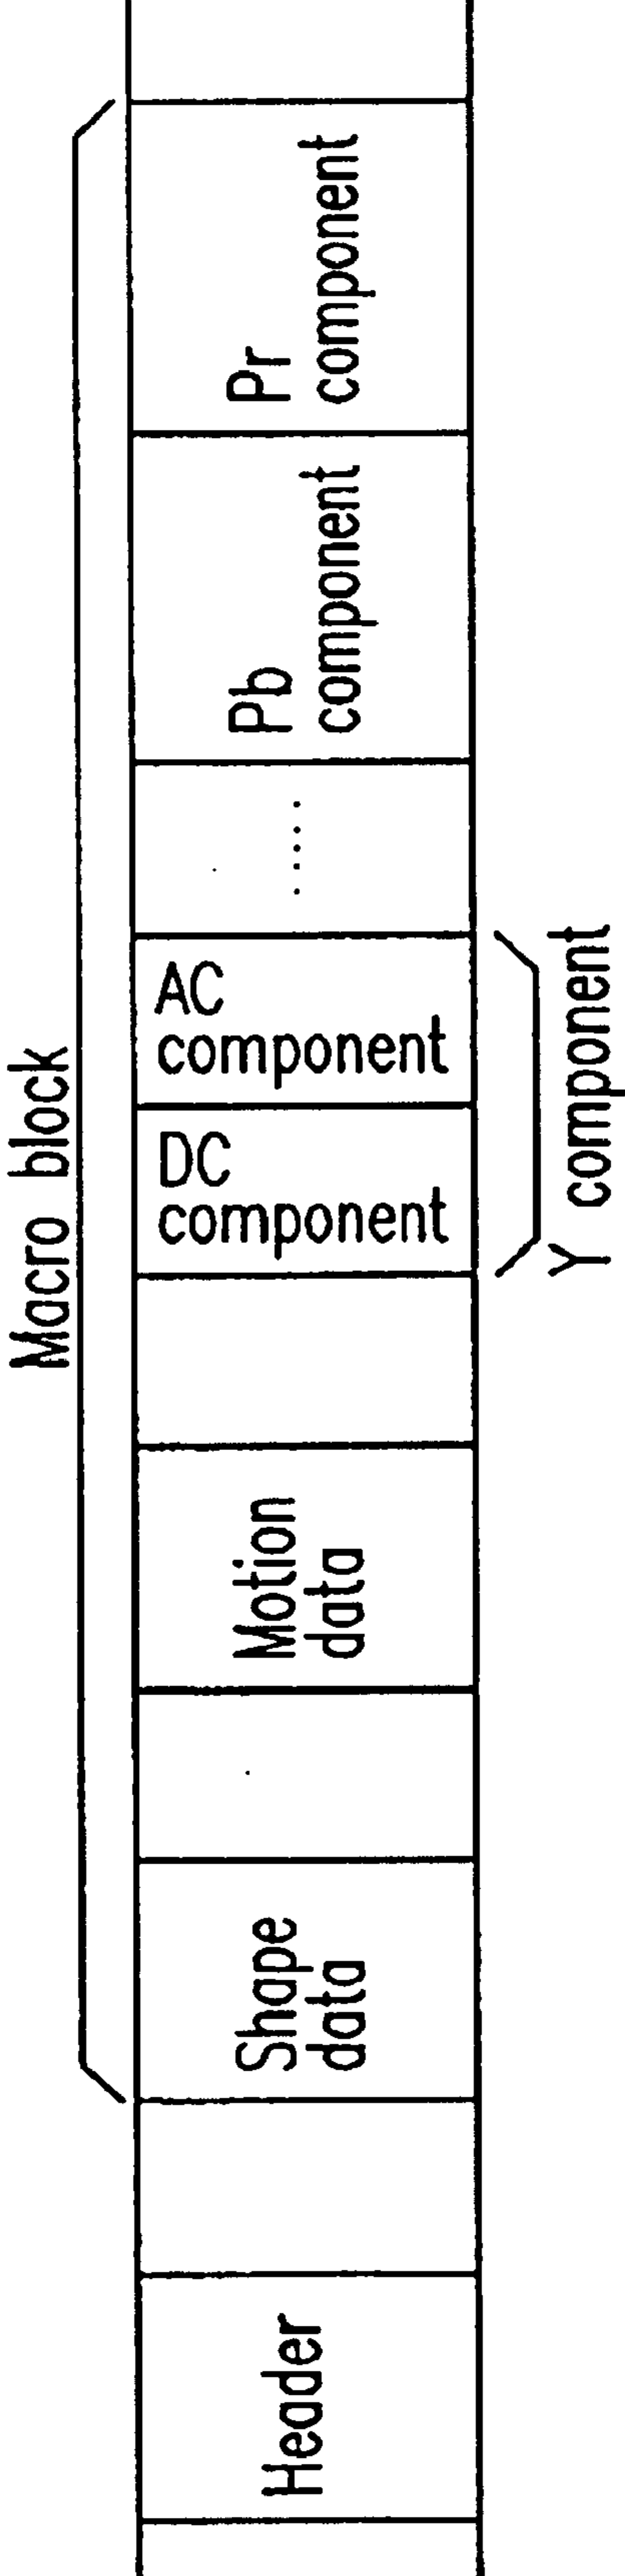 Macro block
Header
Shape
data
Motion
data
DC
component
AC
component
.....
Pb
component
Pr
component
Y component